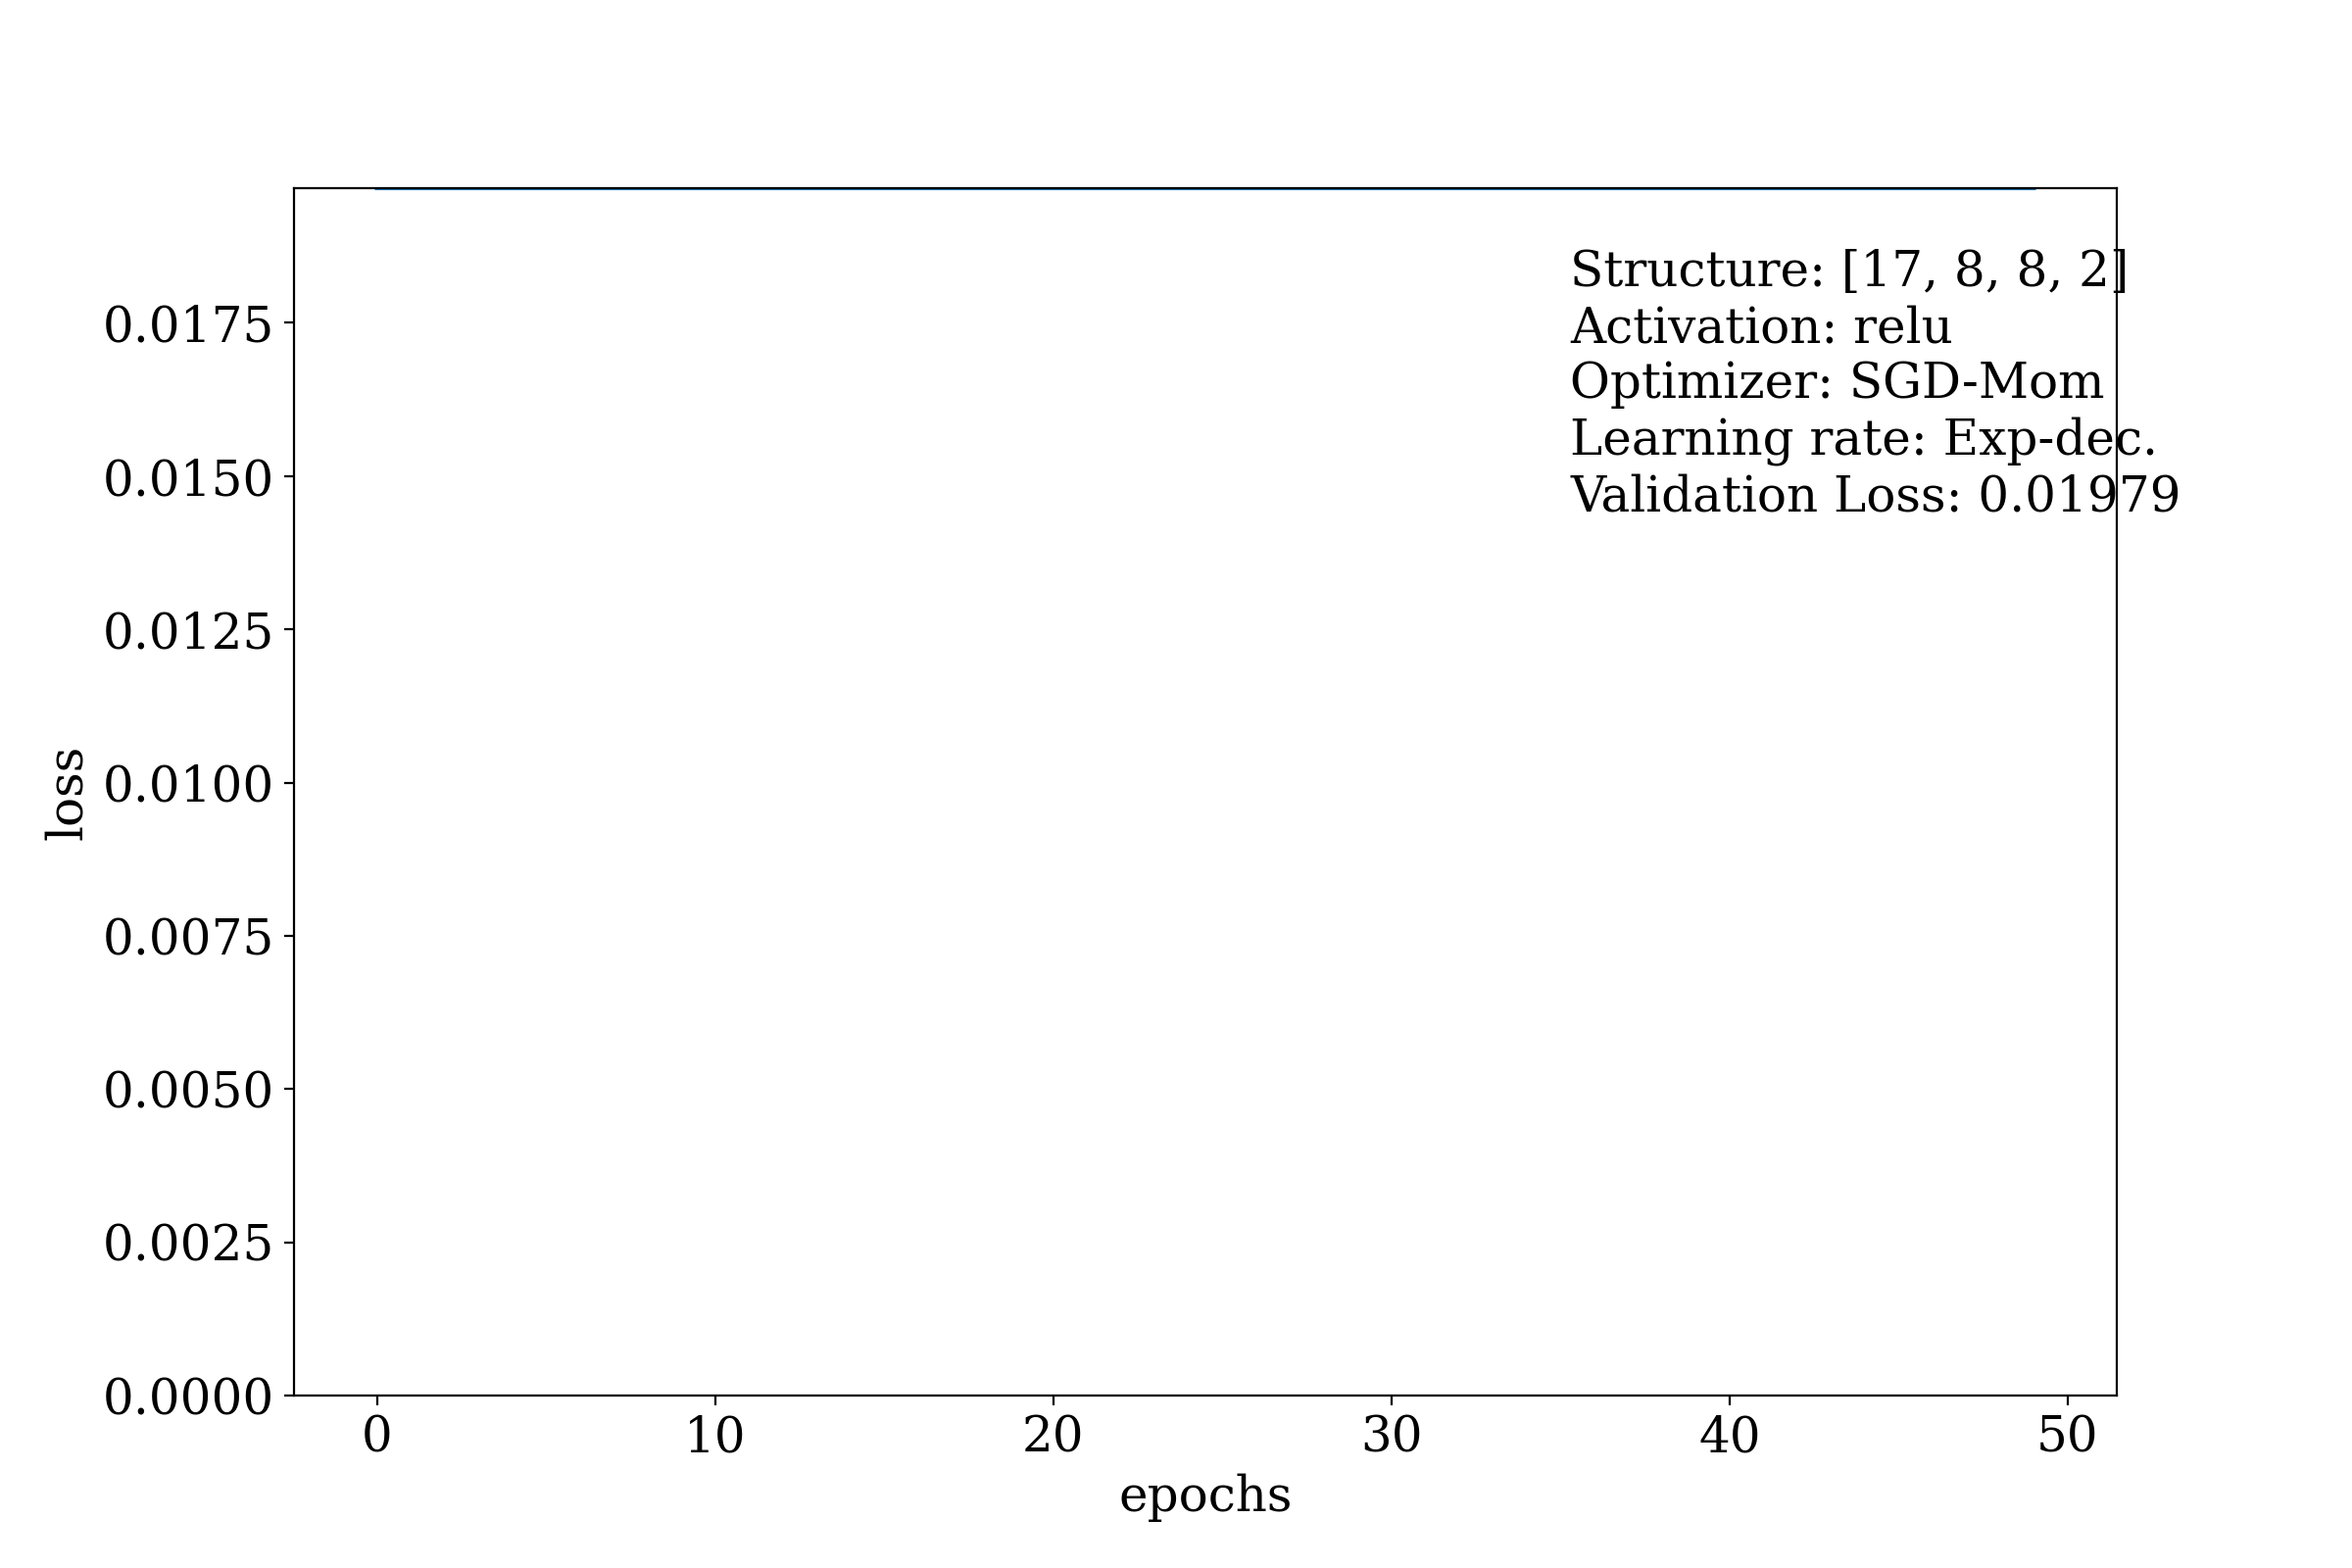 Structure: [17, 8, 8, 2]
Activation: relu
Optimizer: SGD-Mom
Learning rate: Exp-dec.
Validation Loss: 0.01979
0.0175
0.0150
0.0125
0.0100
0.0075
0.0050
0.0025
0.0000
loss
0 10 20 30 40 50
epochs